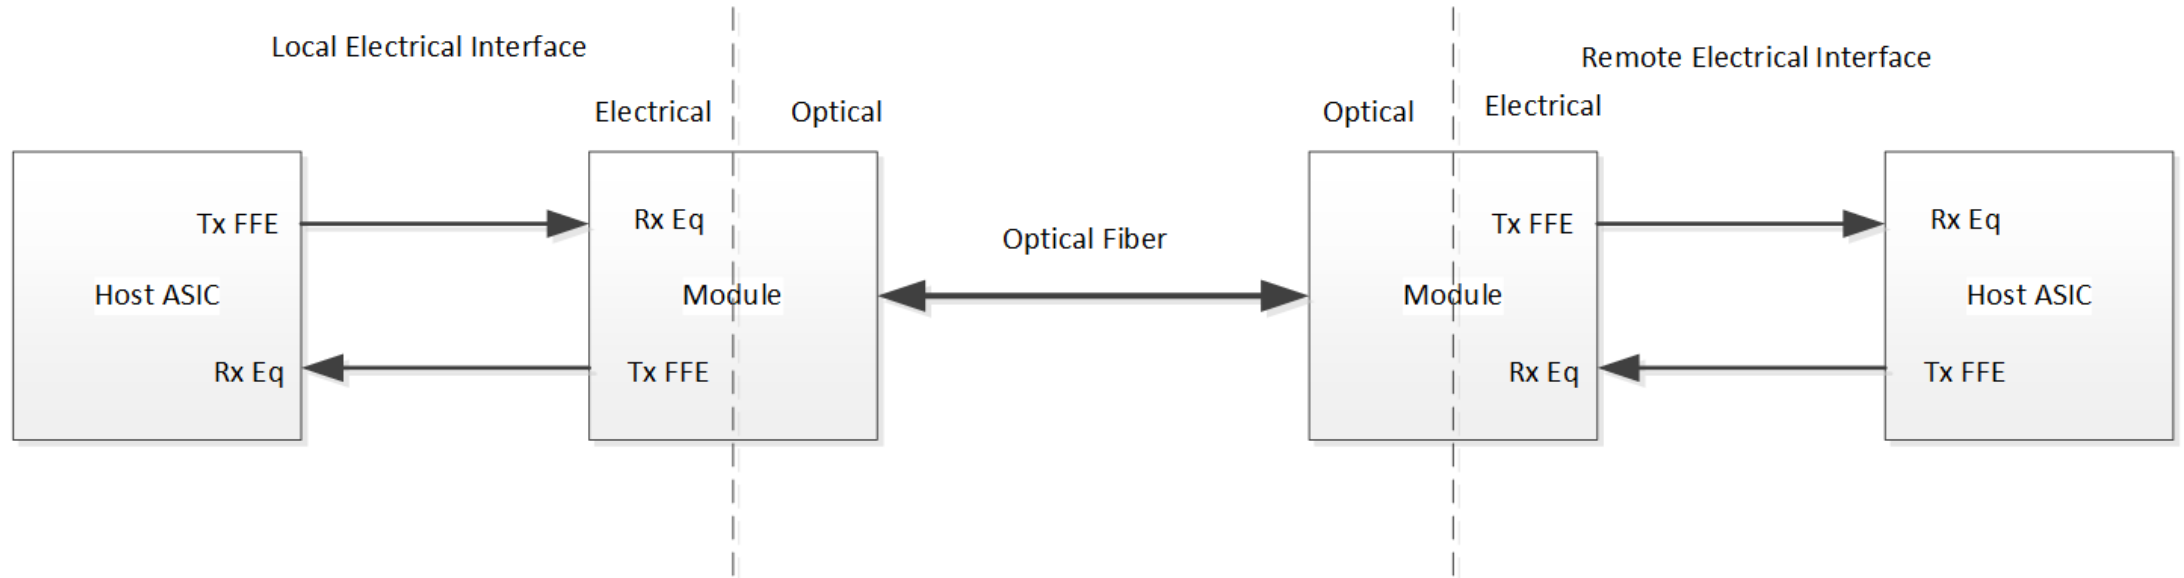 Local Electrical Interface
Remote Electrical Interface
Electrical
Optical
Optical
Electrical
Tx FFE
Rx Eq
Tx FFE
Rx Eq
Optical Fiber
Host ASIC
Module
Module
Host ASIC
Rx Eq
Tx FFE
Rx Eq
Tx FFE